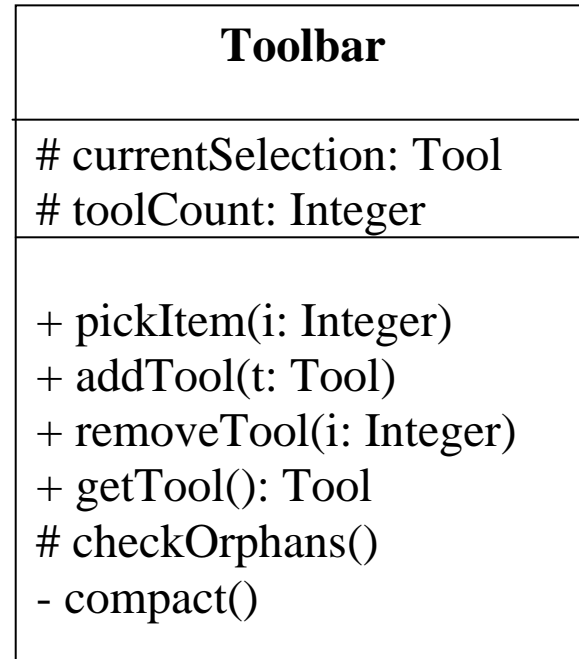 Toolbar
# currentSelection: Tool
# toolCount: Integer
+ pickItem(i: Integer)
+ addTool(t: Tool)
+ removeTool(i: Integer)
+ getTool(): Tool
# checkOrphans()
- compact()